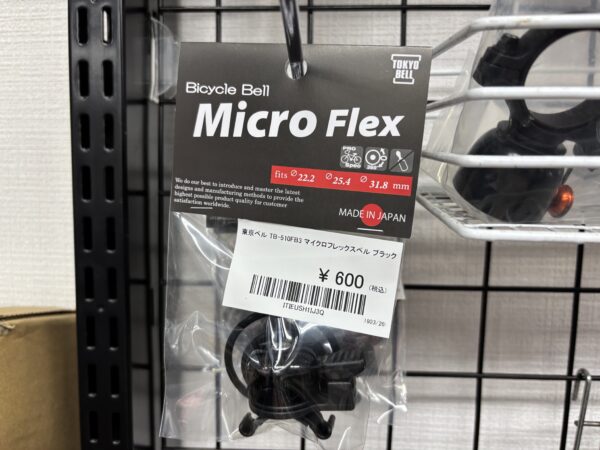 TOKYO
BELL
Bicycle Bell
Micro Flex
PRO
Spec
360
fits ∅22.2 ∅25.4 ∅31.8 mm
We do our best to introduce and master the latest
designs and manufacturing methods to provide the
highest possible product quality for customer
satisfaction worldwide.
MADE IN JAPAN
東京ベル TB-510FB3 マイクロフレックスベル ブラック
¥ 600 (税込)